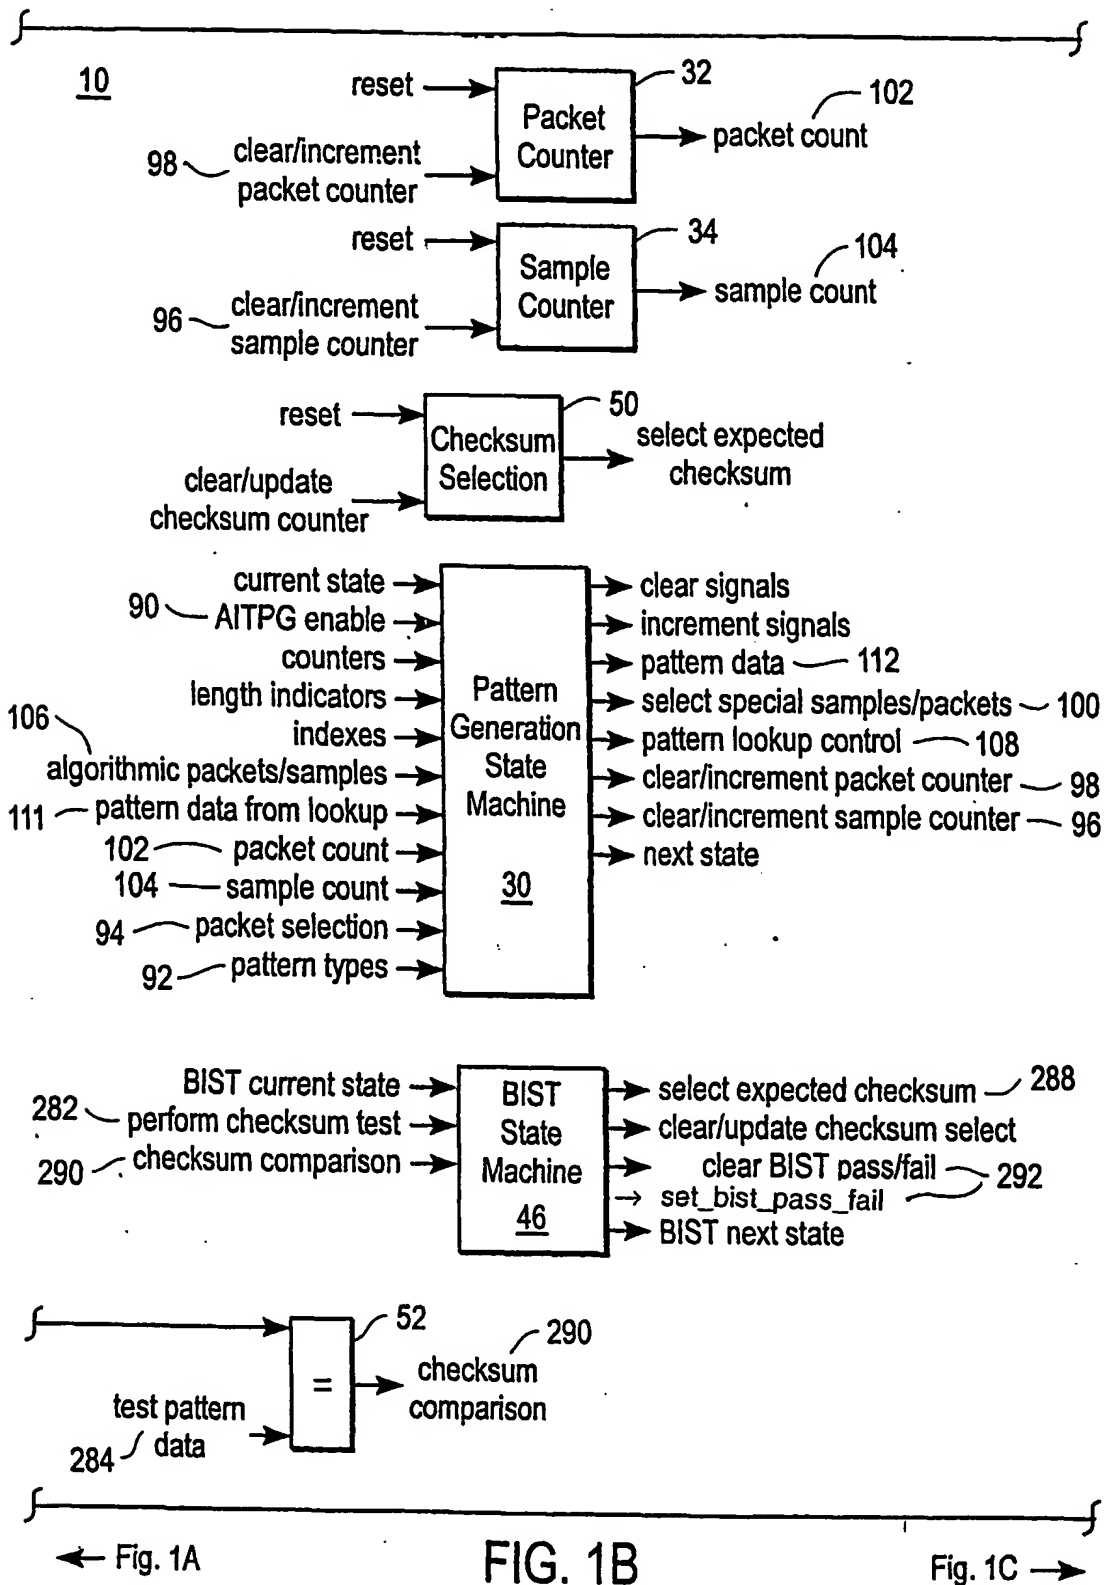 10
reset
32
Packet
Counter
102
packet count
98
clear/increment
packet counter
reset
34
Sample
Counter
104
sample count
96
clear/increment
sample counter
reset
50
Checksum
Selection
select expected
checksum
clear/update
checksum counter
current state
90 AITPG enable
counters
length indicators
indexes
106
algorithmic packets/samples
111 pattern data from lookup
102 packet count
104 sample count
94 packet selection
92 pattern types
Pattern
Generation
State
Machine
30
clear signals
increment signals
pattern data 112
select special samples/packets 100
pattern lookup control 108
clear/increment packet counter 98
clear/increment sample counter 96
next state
BIST current state
282 perform checksum test
290 checksum comparison
BIST
State
Machine
46
select expected checksum 288
clear/update checksum select
clear BIST pass/fail
292
set_bist_pass_fail
BIST next state
52
=
290
checksum
comparison
test pattern
data
284
Fig. 1A
FIG. 1B
Fig. 1C